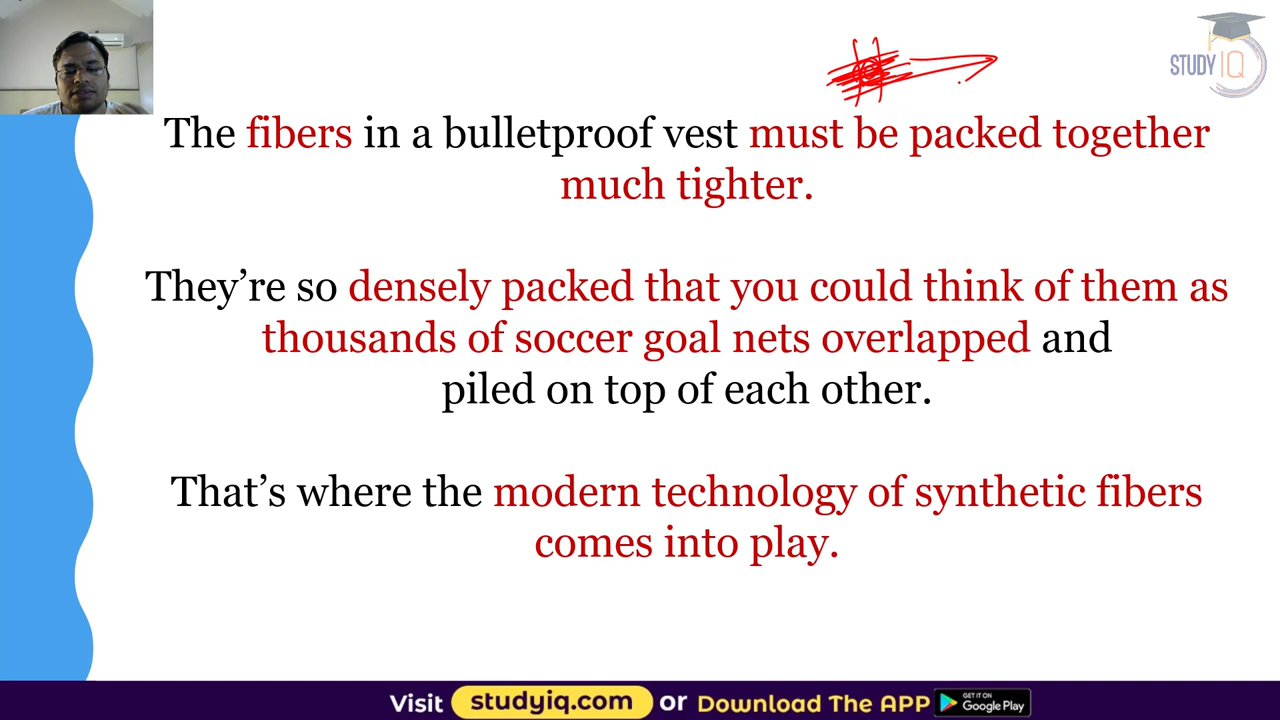 STUDY IQ
The fibers in a bulletproof vest must be packed together
much tighter.
They’re so densely packed that you could think of them as
thousands of soccer goal nets overlapped and
piled on top of each other.
That’s where the modern technology of synthetic fibers
comes into play.
Visit studyiq.com or Download The APP GET IT ON Google Play